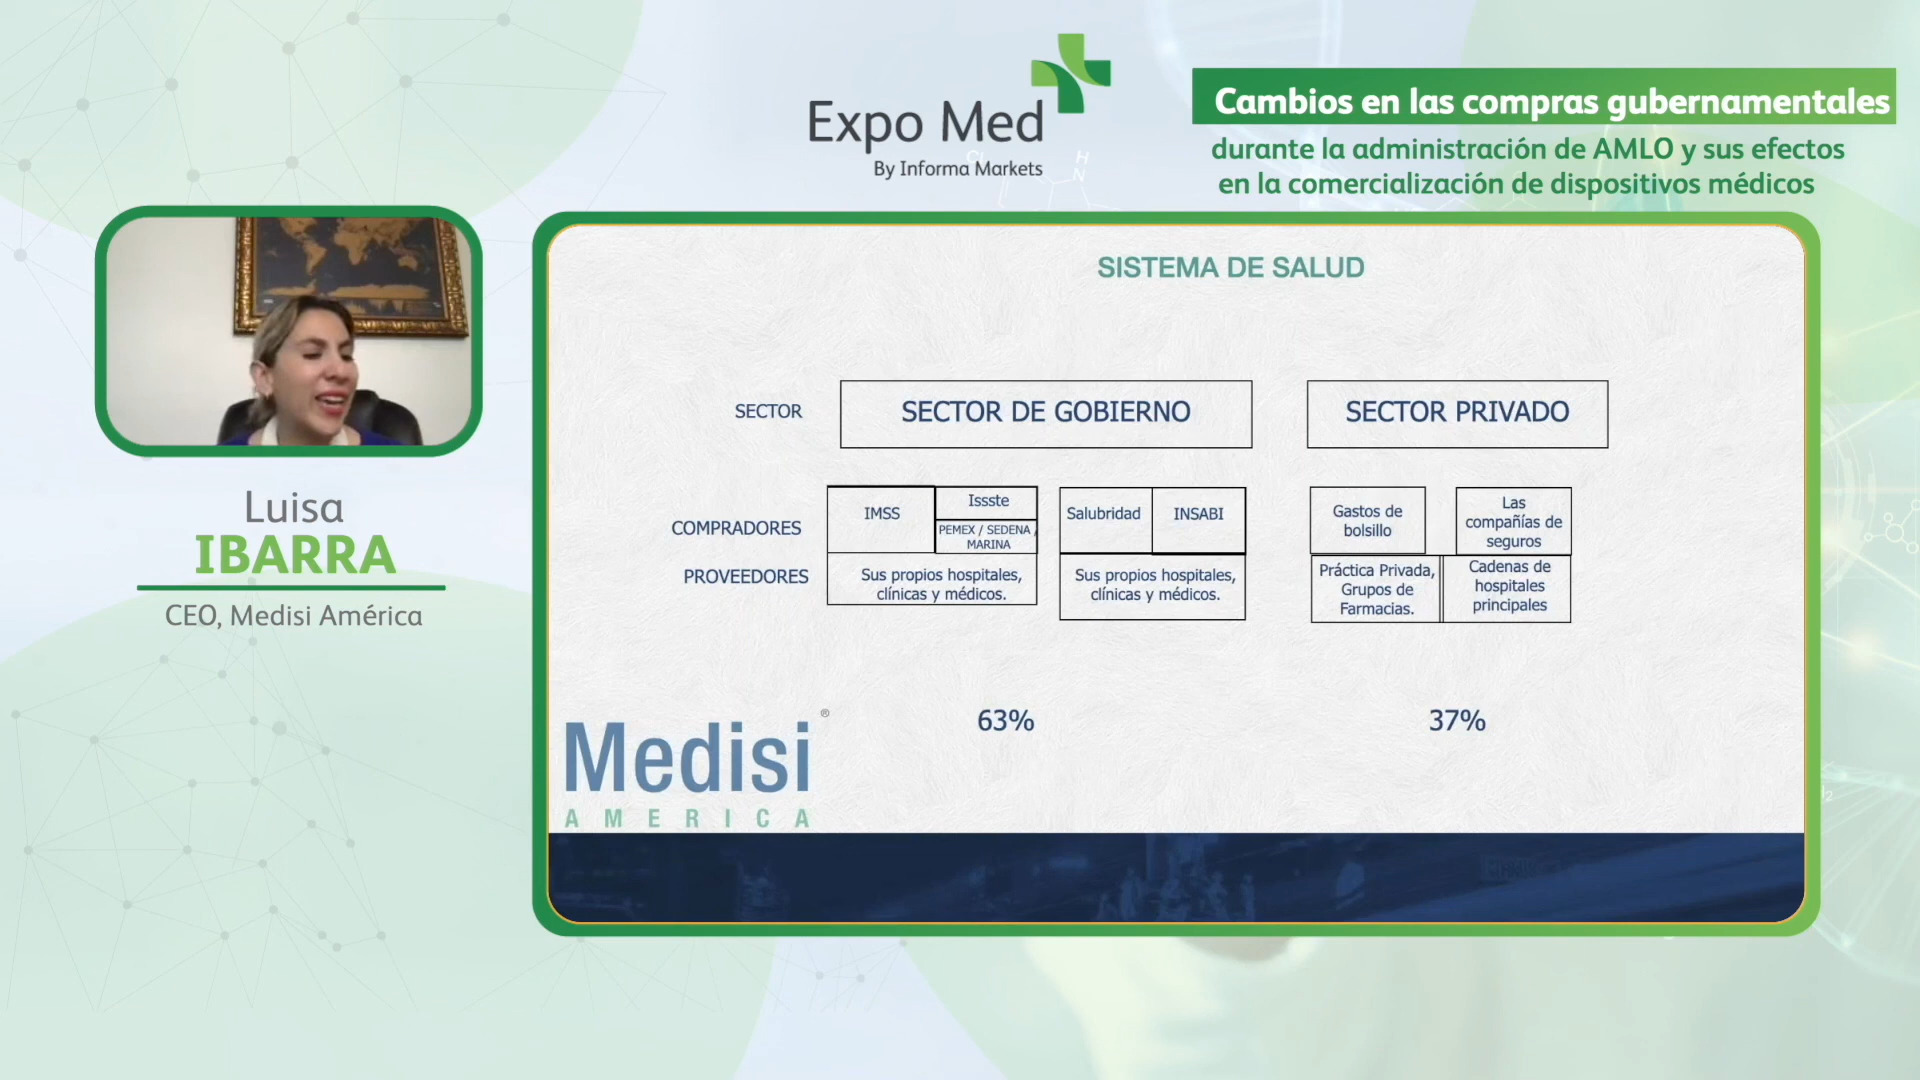 Expo Med
By Informa Markets
Cambios en las compras gubernamentales
durante la administración de AMLO y sus efectos
en la comercialización de dispositivos médicos
Luisa
IBARRA
CEO, Medisi América
SISTEMA DE SALUD
SECTOR
SECTOR DE GOBIERNO
SECTOR PRIVADO
COMPRADORES
IMSS
Issste
PEMEX / SEDENA /
MARINA
Salubridad
INSABI
Gastos de
bolsillo
Las
compañías de
seguros
PROVEEDORES
Sus propios hospitales,
clínicas y médicos.
Sus propios hospitales,
clínicas y médicos.
Práctica Privada,
Grupos de
Farmacias.
Cadenas de
hospitales
principales
63%
37%
Medisi®
AMERICA
Cl
H
N
H₂